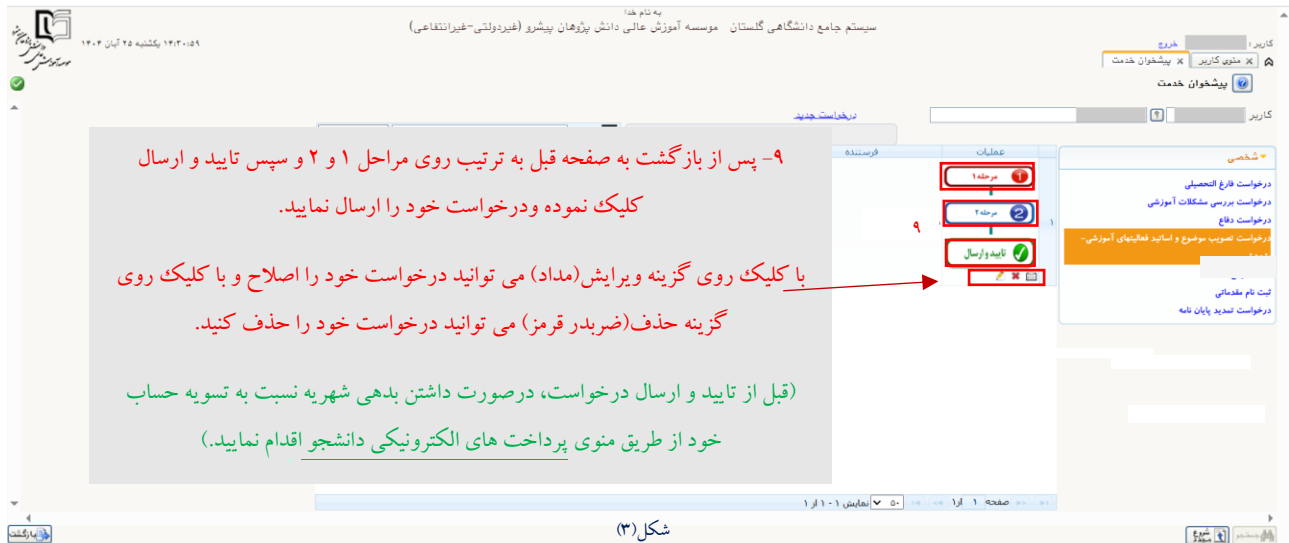 به نام خدا
سیستم جامع دانشگاهی گلستان موسسه آموزش عالی دانش پژوهان پیشرو (غیردولتی-غیرانتفاعی)
۱۴:۳۰:۵۹ یکشنبه ۲۵ آبان ۱۴۰۴
کاربر : خروج
منوی کاربر x پیشخوان خدمت x
پیشخوان خدمت
کاربر
درخواست جدید
عملیات فرستنده
شخصی
درخواست فارغ التحصیلی
درخواست بررسی مشکلات آموزشی
درخواست دفاع
درخواست تصویب موضوع و اساتید فعالیتهای آموزشی-
ثبت نام مقدماتی
درخواست تمدید پایان نامه
۱
1 مرحله ۱
2 مرحله ۲
تایید و ارسال
۹
۹- پس از بازگشت به صفحه قبل به ترتیب روی مراحل ۱ و ۲ و سپس تایید و ارسال
کلیک نموده ودرخواست خود را ارسال نمایید.
با کلیک روی گزینه ویرایش(مداد) می توانید درخواست خود را اصلاح و با کلیک روی
گزینه حذف(ضربدر قرمز) می توانید درخواست خود را حذف کنید.
(قبل از تایید و ارسال درخواست، درصورت داشتن بدهی شهریه نسبت به تسویه حساب
خود از طریق منوی پرداخت های الکترونیکی دانشجو اقدام نمایید.)
صفحه ۱ از۱ ۵۰ نمایش ۱ - ۱ از ۱
جستجو شروع مجدد بازگشت
شکل(۳)